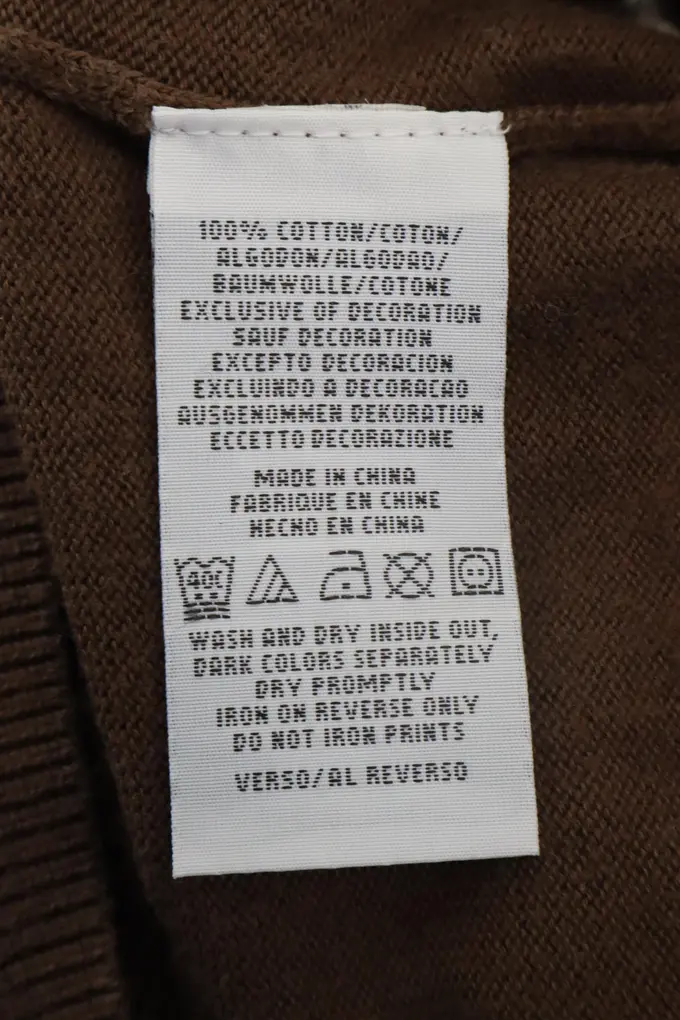 100% COTTON/COTON/
ALGODON/ALGODAO/
BAUMWOLLE/COTONE
EXCLUSIVE OF DECORATION
SAUF DECORATION
EXCEPTO DECORACION
EXCLUINDO A DECORACAO
AUSGENOMMEN DEKORATION
ECCETTO DECORAZIONE
MADE IN CHINA
FABRIQUE EN CHINE
HECHO EN CHINA
40C
WASH AND DRY INSIDE OUT,
DARK COLORS SEPARATELY
DRY PROMPTLY
IRON ON REVERSE ONLY
DO NOT IRON PRINTS
VERSO/AL REVERSO